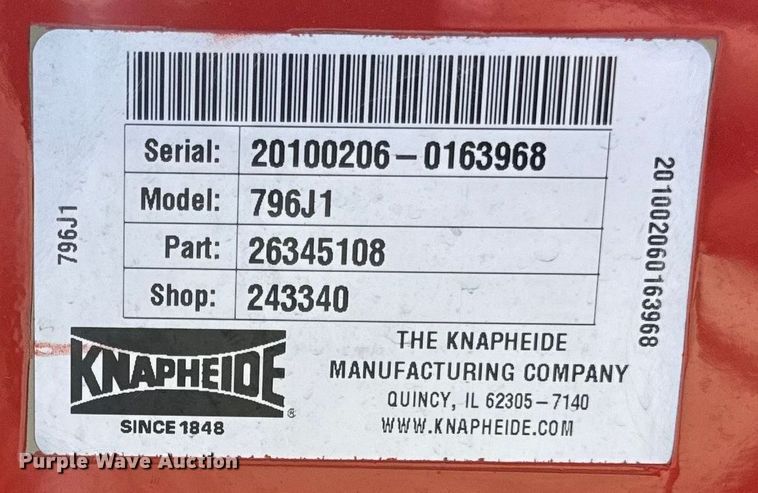 Serial: 20100206-0163968
Model: 796J1
Part: 26345108
Shop: 243340
796J1
201002060163968
KNAPHEIDE®
SINCE 1848
THE KNAPHEIDE
MANUFACTURING COMPANY
QUINCY, IL 62305-7140
WWW.KNAPHEIDE.COM
Purple Wave Auction